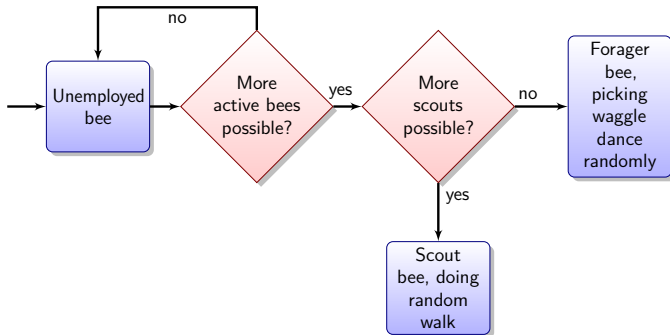 no
Unemployed
bee
More
active bees
possible?
yes
More
scouts
possible?
no
Forager
bee,
picking
waggle
dance
randomly
yes
Scout
bee, doing
random
walk